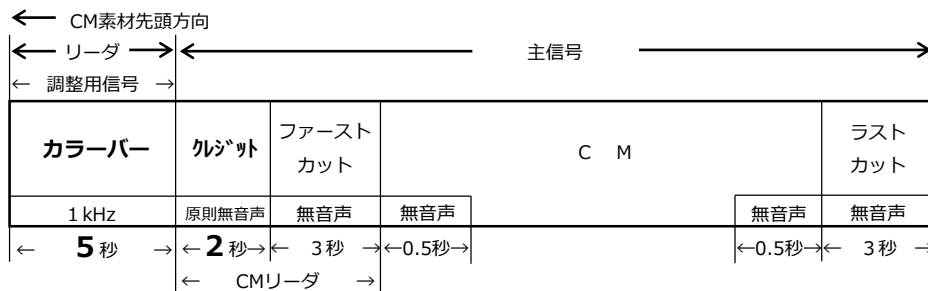 CM素材先頭方向
リーダ 主信号
← 調整用信号 →
カラーバー クレジット ファースト
カット C M ラスト
カット
1kHz 原則無音声 無音声 無音声 無音声 無音声
← 5秒 → ←2秒→ ← 3秒 → ←0.5秒→ ←0.5秒→ ← 3秒 →
← CMリーダ →